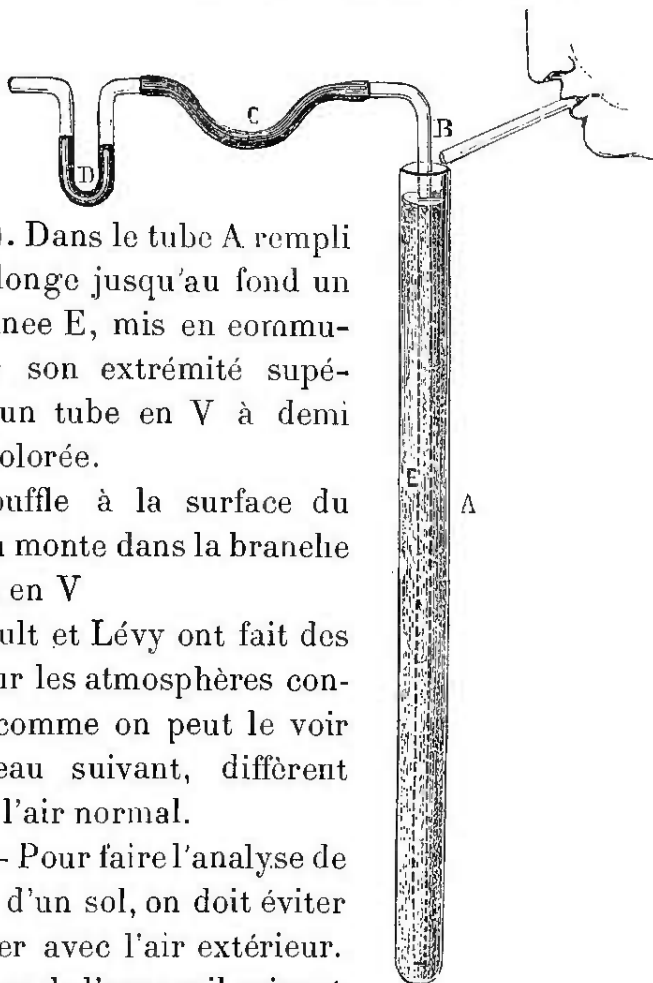 C
B
D
). Dans le tube A rempli
longe jusqu'au fond un
nee E, mis en commu-
son extrémité supé-
un tube en V à demi
olorée.
ouffle à la surface du
monte dans la branche
en V
E
A
ult et Lévy ont fait des
ur les atmosphères con-
comme on peut le voir
eau suivant, diffèrent
l'air normal.
- Pour faire l'analyse de
d'un sol, on doit éviter
er avec l'air extérieur.